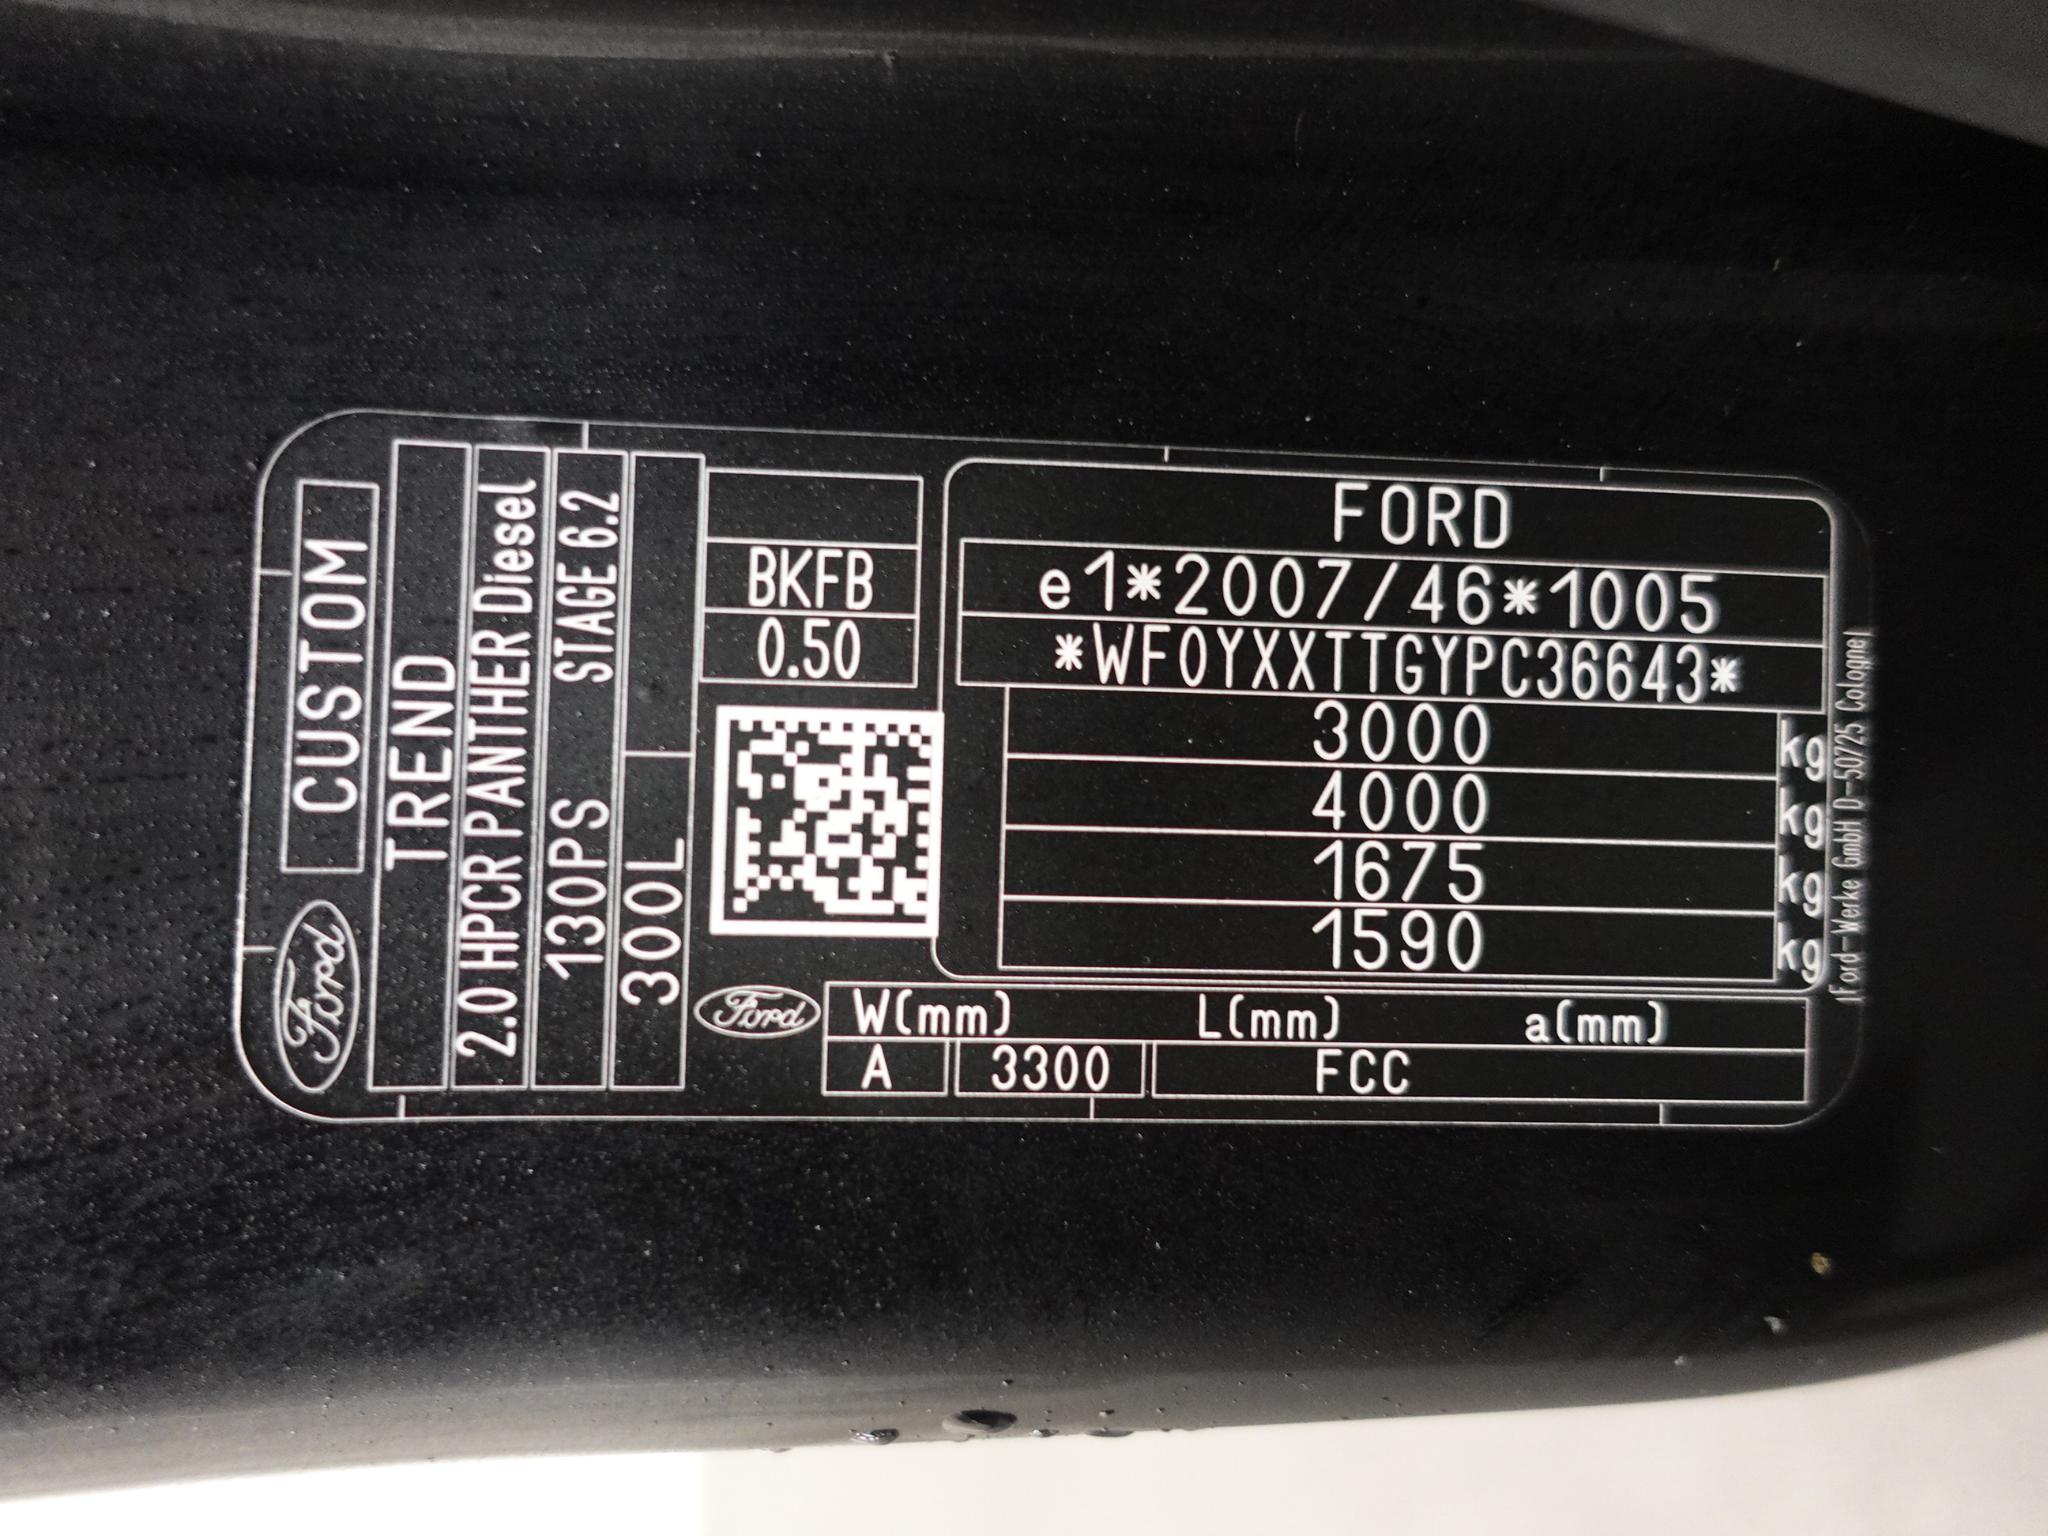 Ford
CUSTOM
TREND
2.0 HPCR PANTHER Diesel
130PS STAGE 6.2
300L
BKFB
0.50
FORD
e1*2007/46*1005
*WF0YXXTTGYPC36643*
3000 kg
4000 kg
1675 kg
1590 kg
Ford
W(mm) L(mm) a(mm)
A 3300 FCC
Ford-Werke GmbH D-50725 Cologne